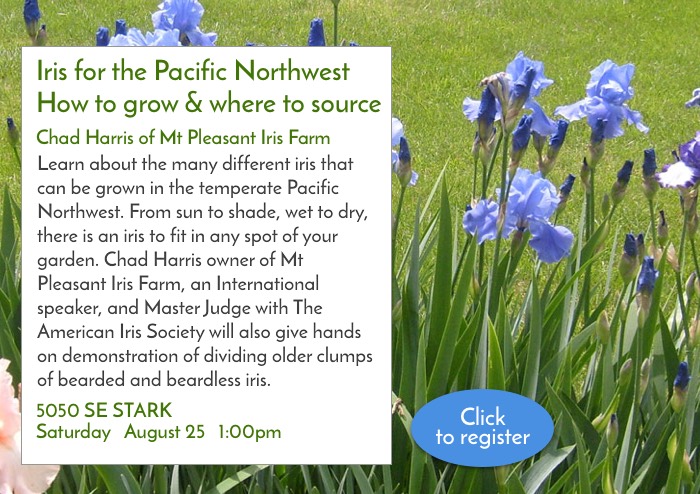 Iris for the Pacific Northwest
How to grow & where to source
Chad Harris of Mt Pleasant Iris Farm
Learn about the many different iris that
can be grown in the temperate Pacific
Northwest. From sun to shade, wet to dry,
there is an iris to fit in any spot of your
garden. Chad Harris owner of Mt
Pleasant Iris Farm, an International
speaker, and Master Judge with The
American Iris Society will also give hands
on demonstration of dividing older clumps
of bearded and beardless iris.
5050 SE STARK
Saturday August 25 1:00pm
Click
to register